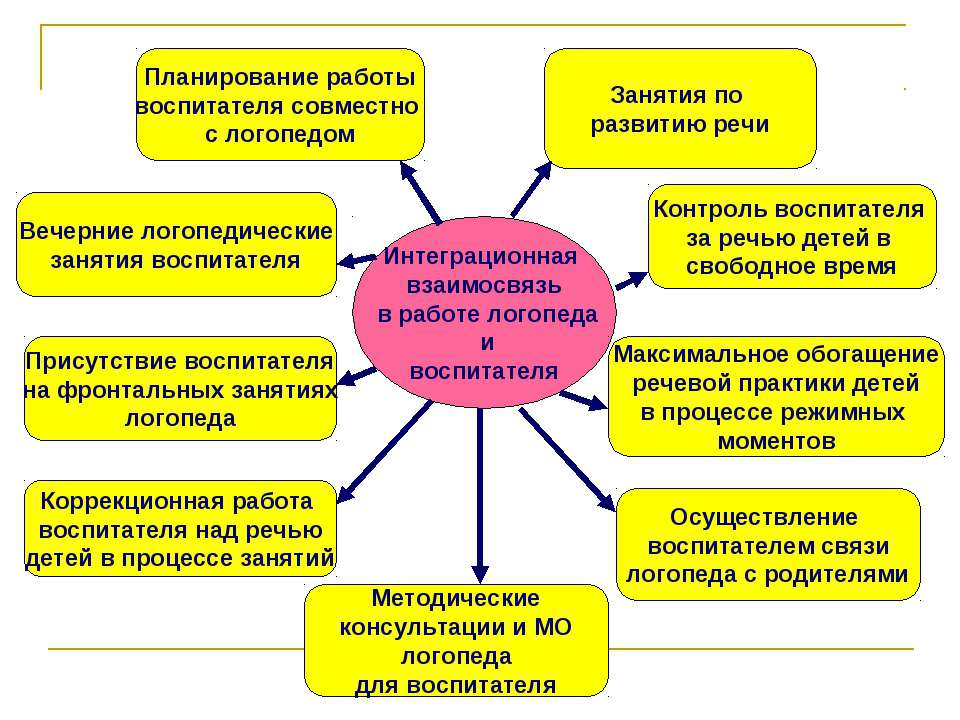 Планирование работы
воспитателя совместно
с логопедом
Занятия по
развитию речи
Вечерние логопедические
занятия воспитателя
Контроль воспитателя
за речью детей в
свободное время
Интеграционная
взаимосвязь
в работе логопеда
и
воспитателя
Присутствие воспитателя
на фронтальных занятиях
логопеда
Максимальное обогащение
речевой практики детей
в процессе режимных
моментов
Коррекционная работа
воспитателя над речью
детей в процессе занятий
Осуществление
воспитателем связи
логопеда с родителями
Методические
консультации и МО
логопеда
для воспитателя